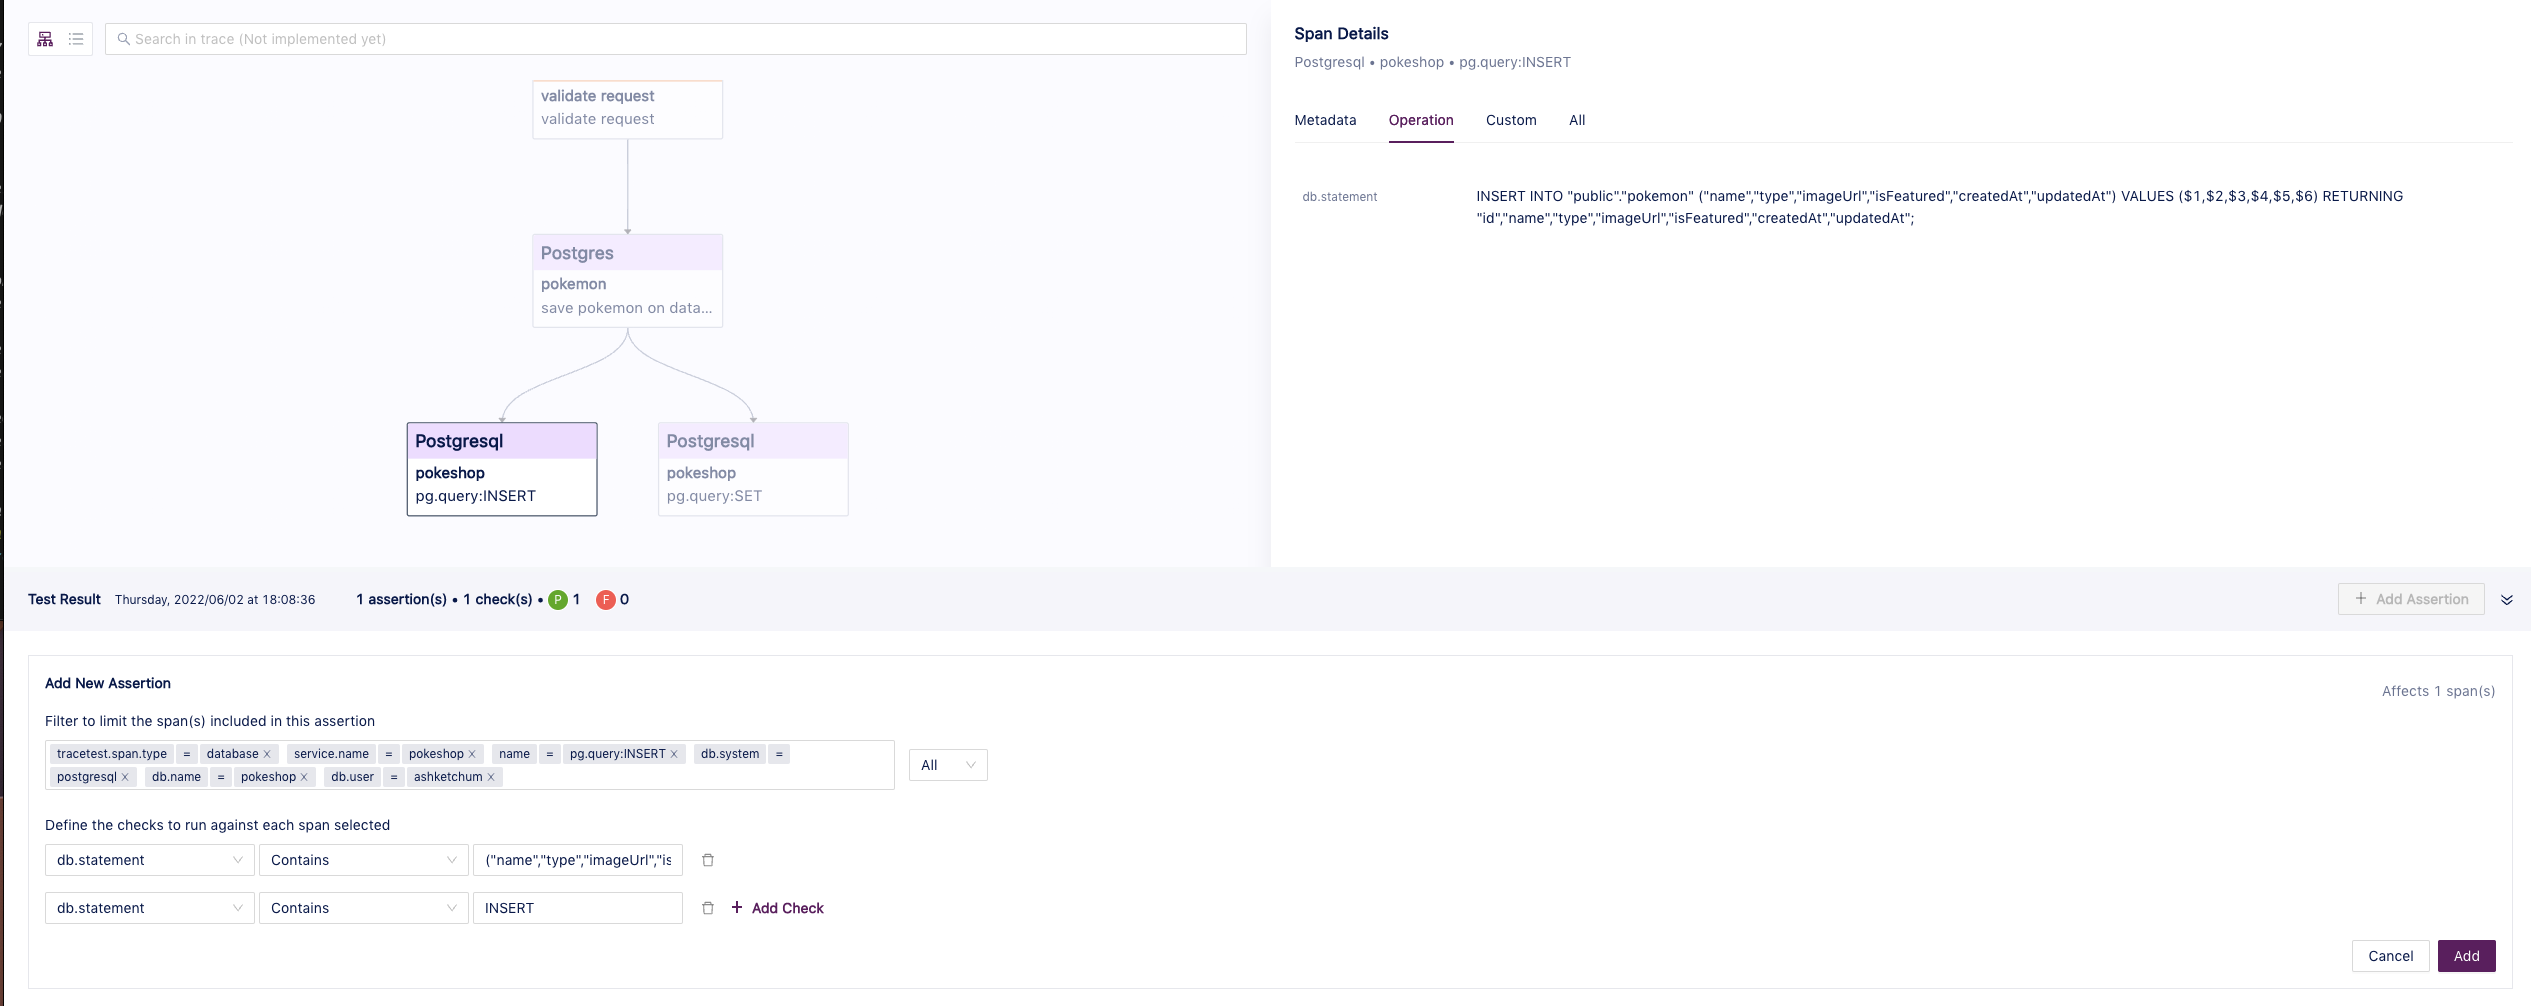 Search in trace (Not implemented yet)
validate request
validate request
Postgres
pokemon
save pokemon on data...
Postgresql
pokeshop
pg.query:INSERT
Postgresql
pokeshop
pg.query:SET
Span Details
Postgresql • pokeshop • pg.query:INSERT
Metadata Operation Custom All
db.statement
INSERT INTO "public"."pokemon" ("name","type","imageUrl","isFeatured","createdAt","updatedAt") VALUES ($1,$2,$3,$4,$5,$6) RETURNING
"id","name","type","imageUrl","isFeatured","createdAt","updatedAt";
Test Result Thursday, 2022/06/02 at 18:08:36 1 assertion(s) • 1 check(s) • P 1 F 0
+ Add Assertion
Add New Assertion
Affects 1 span(s)
Filter to limit the span(s) included in this assertion
tracetest.span.type = database × service.name = pokeshop × name = pg.query:INSERT × db.system =
postgresql × db.name = pokeshop × db.user = ashketchum ×
All
Define the checks to run against each span selected
db.statement Contains ("name","type","imageUrl","is
db.statement Contains INSERT + Add Check
Cancel Add